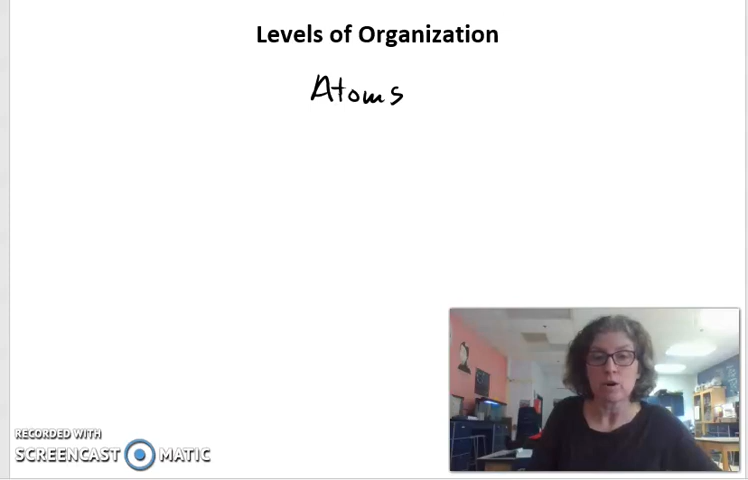 Levels of Organization
Atoms
RECORDED WITH
SCREENCAST MATIC